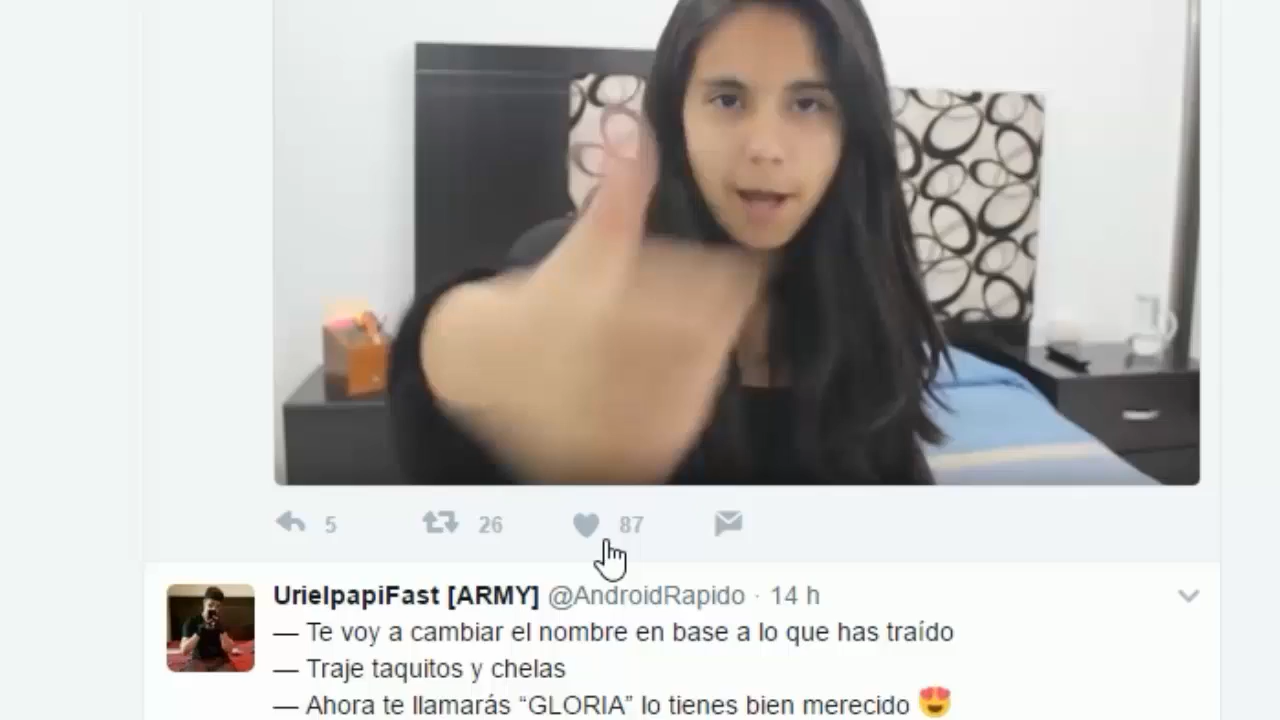 5 26 87
UrielpapiFast [ARMY] @AndroidRapido · 14 h
— Te voy a cambiar el nombre en base a lo que has traído
— Traje taquitos y chelas
— Ahora te llamarás “GLORIA” lo tienes bien merecido 😍